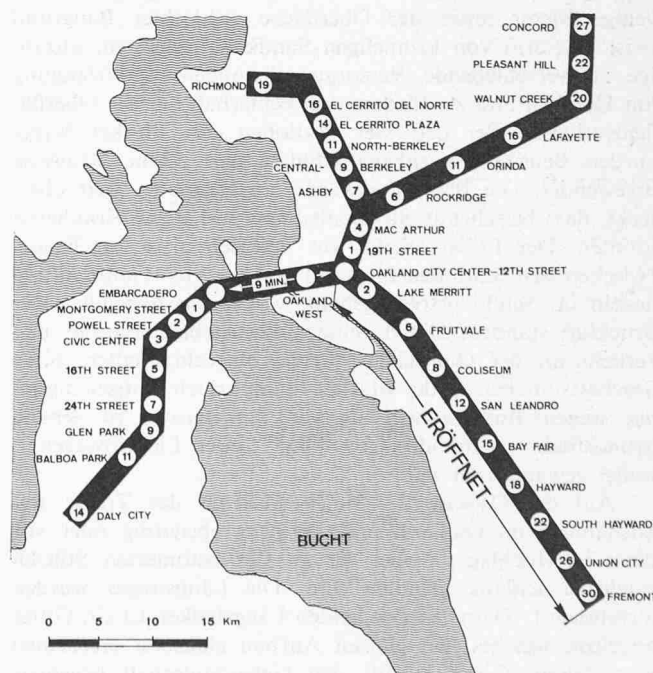 CONCORD
27
PLEASANT HILL
22
WALNUT CREEK
20
RICHMOND
19
16
EL CERRITO DEL NORTE
14
EL CERRITO PLAZA
16
LAFAYETTE
11
NORTH-BERKELEY
11
ORINDA
CENTRAL-
9
BERKELEY
ASHBY
7
6
ROCKRIDGE
4
MAC ARTHUR
1
19TH STREET
OAKLAND CITY CENTER–12TH STREET
9 MIN.
EMBARCADERO
OAKLAND
WEST
2
LAKE MERRITT
MONTGOMERY STREET
1
POWELL STREET
2
CIVIC CENTER
3
6
FRUITVALE
16TH STREET
5
8
COLISEUM
24TH STREET
7
12
SAN LEANDRO
GLEN PARK
9
ERÖFFNET
15
BAY FAIR
BALBOA PARK
11
18
HAYWARD
14
DALY CITY
22
SOUTH HAYWARD
BUCHT
26
UNION CITY
30
FREMONT
0 5 10 15 Km